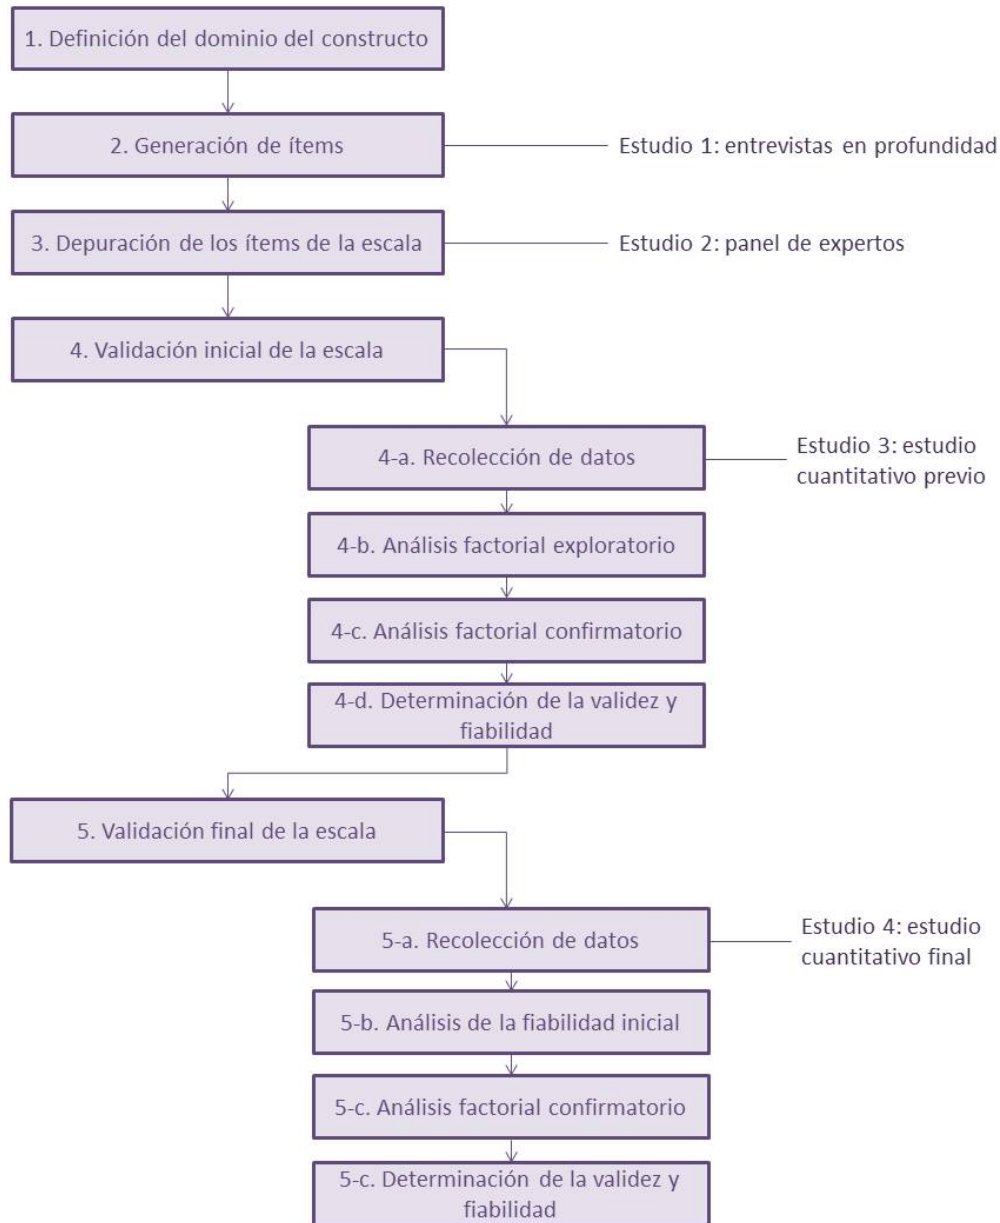 1. Definición del dominio del constructo
2. Generación de ítems
Estudio 1: entrevistas en profundidad
3. Depuración de los ítems de la escala
Estudio 2: panel de expertos
4. Validación inicial de la escala
4-a. Recolección de datos
Estudio 3: estudio
cuantitativo previo
4-b. Análisis factorial exploratorio
4-c. Análisis factorial confirmatorio
4-d. Determinación de la validez y
fiabilidad
5. Validación final de la escala
5-a. Recolección de datos
Estudio 4: estudio
cuantitativo final
5-b. Análisis de la fiabilidad inicial
5-c. Análisis factorial confirmatorio
5-c. Determinación de la validez y
fiabilidad